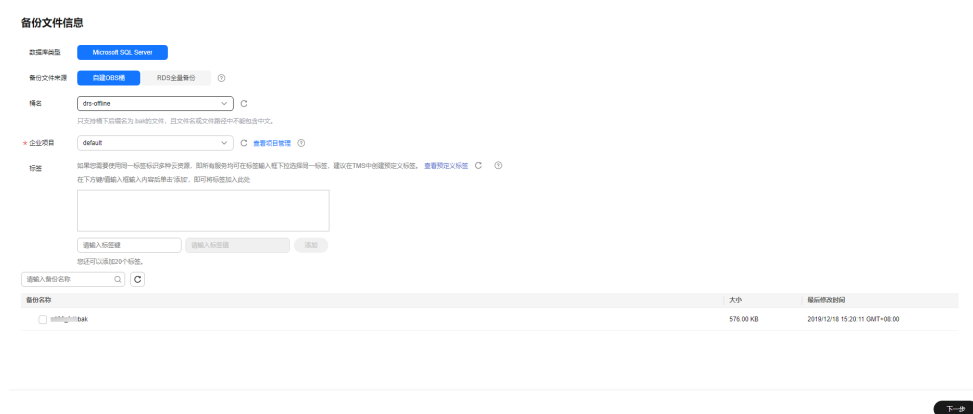 备份文件信息
数据库类型 Microsoft SQL Server
备份文件来源 自建OBS桶 RDS全量备份
桶名 drs-offline
只支持桶下后缀名为.bak的文件，且文件名或文件路径中不能包含中文。
* 企业项目 default 查看项目管理
标签 如果您需要使用同一标签标识多种云资源，即所有服务均可在标签输入框下拉选择同一标签，建议在TMS中创建预定义标签。 查看预定义标签
在下方键/值输入框输入内容后单击'添加'，即可将标签加入此处
请输入标签键 请输入标签值 添加
您还可以添加20个标签。
请输入备份名称
备份名称 大小 最后修改时间
bak 576.00 KB 2019/12/18 15:20:11 GMT+08:00
下一步